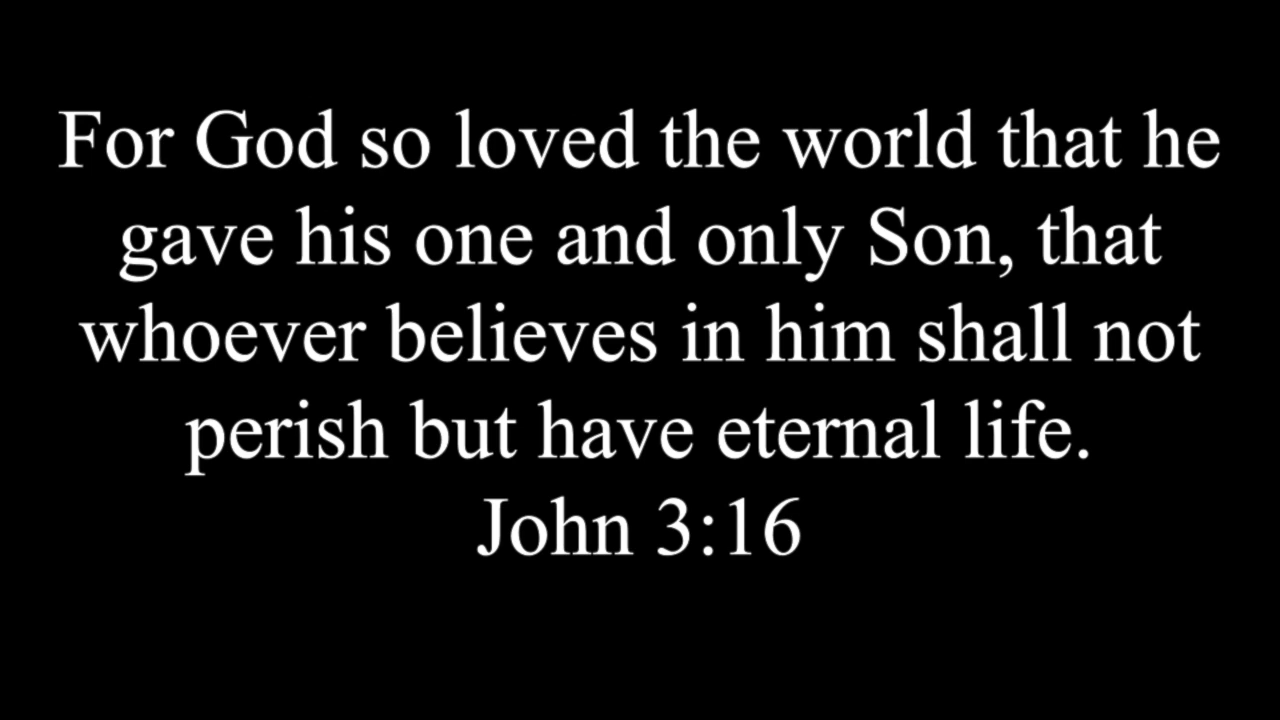 For God so loved the world that he
gave his one and only Son, that
whoever believes in him shall not
perish but have eternal life.
John 3:16